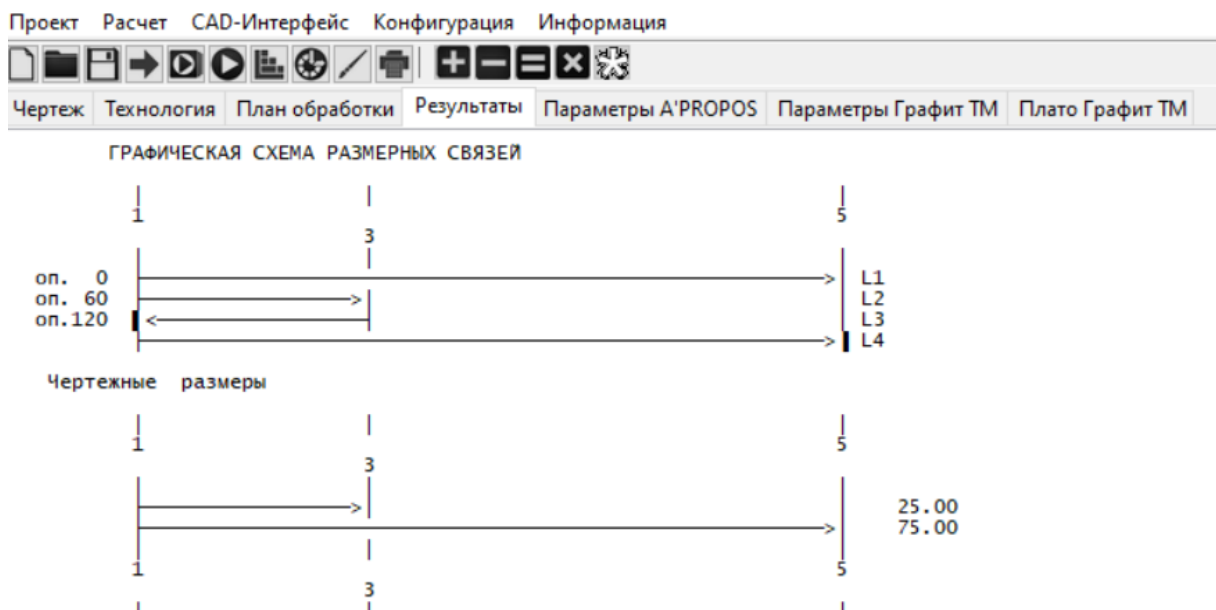 Проект Расчет CAD-Интерфейс Конфигурация Информация
Чертеж Технология План обработки Результаты Параметры A'PROPOS Параметры Графит ТМ Плато Графит ТМ
ГРАФИЧЕСКАЯ СХЕМА РАЗМЕРНЫХ СВЯЗЕЙ
1 5
3
оп. 0 L1
оп. 60 L2
оп.120 L3
L4
Чертежные размеры
1 5
3
25.00
75.00
1 5
3